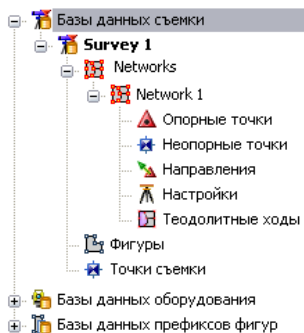 Базы данных съемки
Survey 1
Networks
Network 1
Опорные точки
Неопорные точки
Направления
Настройки
Теодолитные ходы
Фигуры
Точки съемки
Базы данных оборудования
Базы данных префиксов фигур